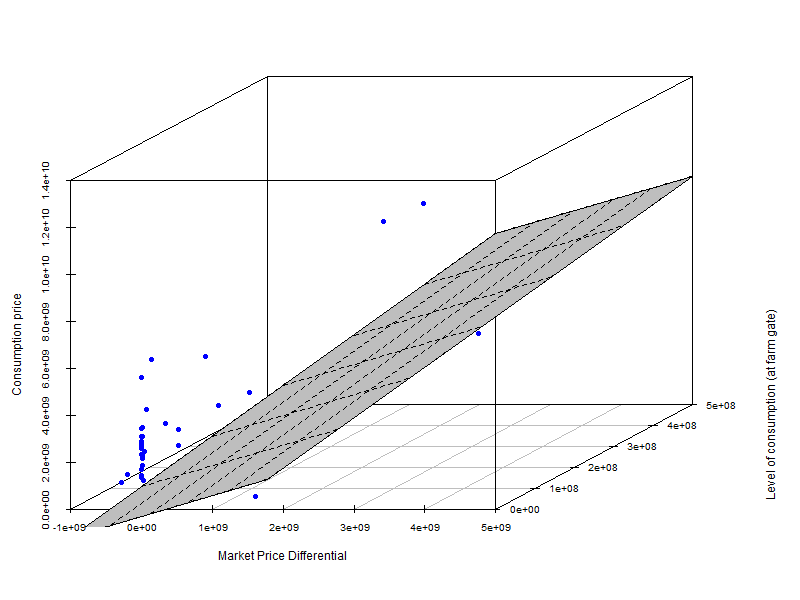 Consumption price
0.0e+00 2.0e+09 4.0e+09 6.0e+09 8.0e+09 1.0e+10 1.2e+10 1.4e+10
-1e+09 0e+00 1e+09 2e+09 3e+09 4e+09 5e+09
Market Price Differential
0e+00
1e+08
2e+08
3e+08
4e+08
5e+08
Level of consumption (at farm gate)